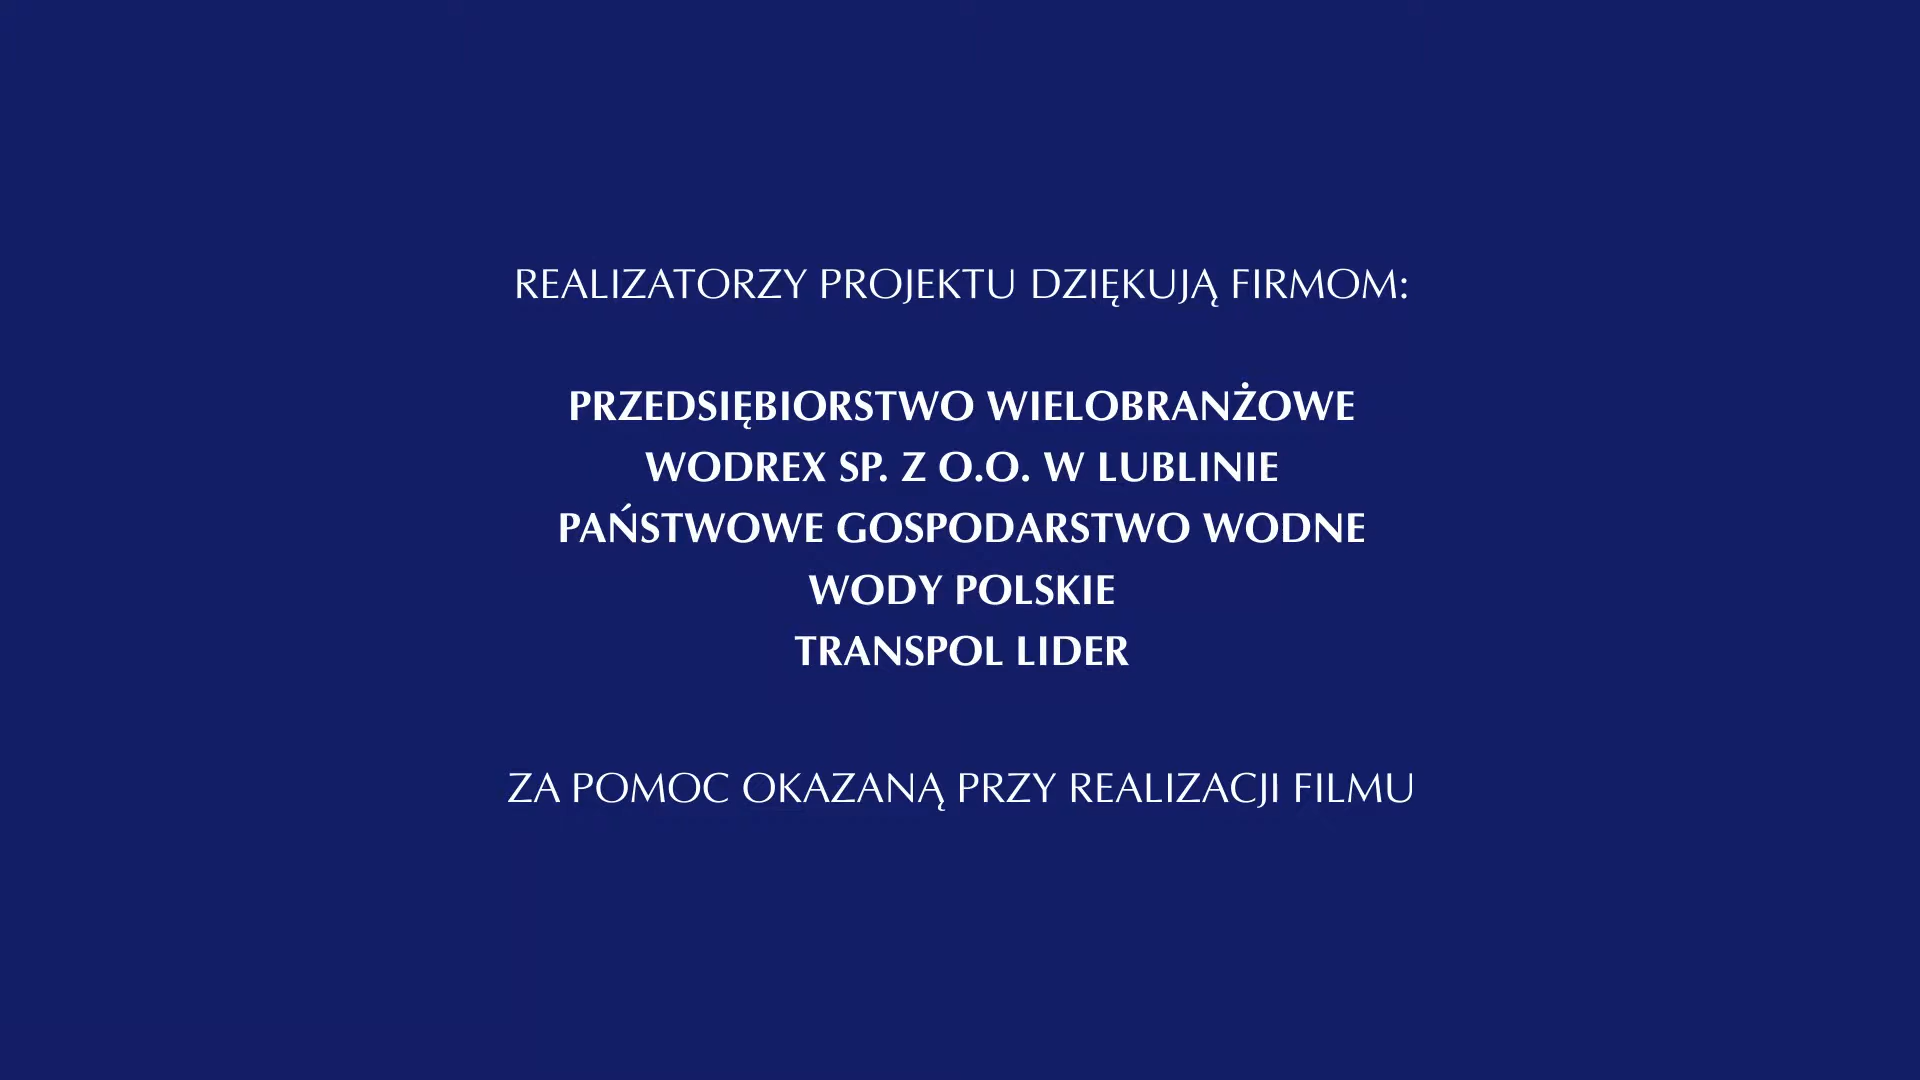 REALIZATORZY PROJEKTU DZIĘKUJĄ FIRMOM:
PRZEDSIĘBIORSTWO WIELOBRANŻOWE
WODREX SP. Z O.O. W LUBLINIE
PAŃSTWOWE GOSPODARSTWO WODNE
WODY POLSKIE
TRANSPOL LIDER
ZA POMOC OKAZANĄ PRZY REALIZACJI FILMU